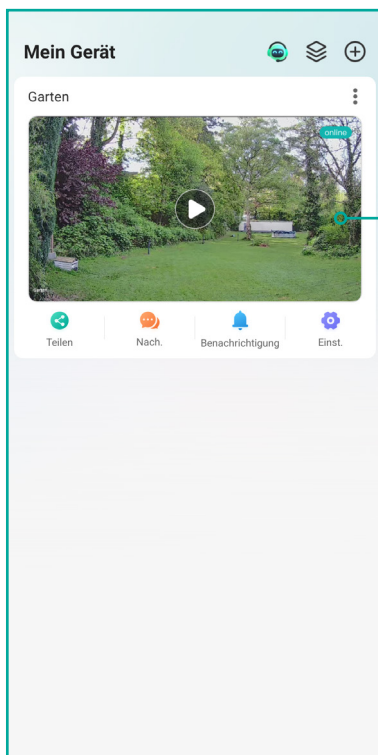 Mein Gerät
Garten
online
Teilen
Nach.
Benachrichtigung
Einst.